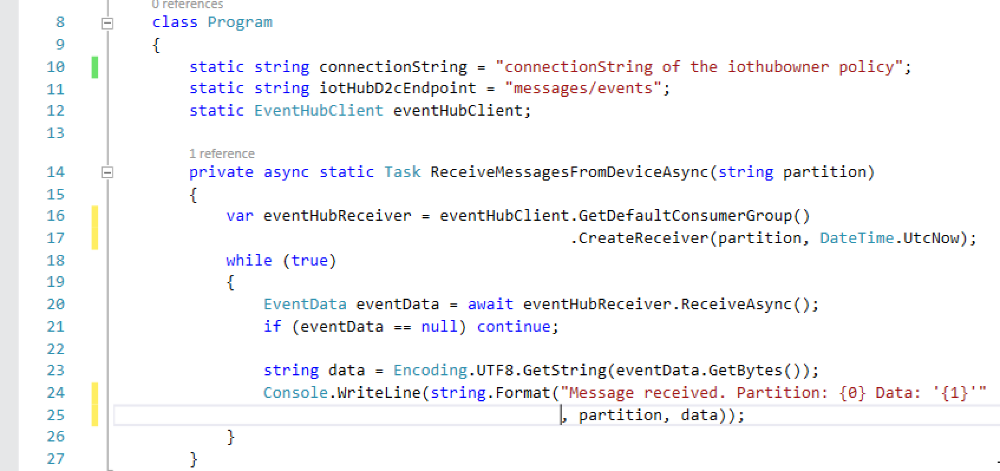 0 references
8 class Program
9 {
10 static string connectionString = "connectionString of the iothubowner policy";
11 static string iotHubD2cEndpoint = "messages/events";
12 static EventHubClient eventHubClient;
13
1 reference
14 private async static Task ReceiveMessagesFromDeviceAsync(string partition)
15 {
16 var eventHubReceiver = eventHubClient.GetDefaultConsumerGroup()
17 .CreateReceiver(partition, DateTime.UtcNow);
18 while (true)
19 {
20 EventData eventData = await eventHubReceiver.ReceiveAsync();
21 if (eventData == null) continue;
22
23 string data = Encoding.UTF8.GetString(eventData.GetBytes());
24 Console.WriteLine(string.Format("Message received. Partition: {0} Data: '{1}'"
25 , partition, data));
26 }
27 }